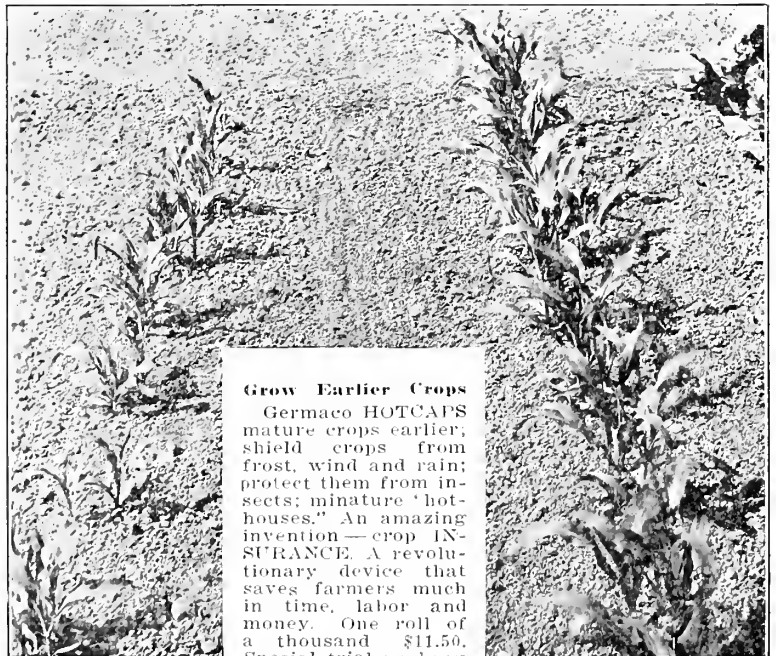 Grow Earlier Crops
Germaco HOTCAPS
mature crops earlier;
shield crops from
frost, wind and rain;
protect them from in-
sects; minature "hot-
houses." An amazing
invention — crop IN-
SURANCE. A revolu-
tionary device that
saves farmers much
in time, labor and
money. One roll of
a thousand $11.50.
Special trial